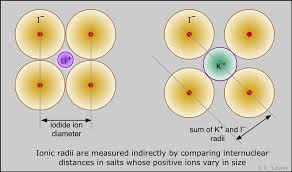 I⁻
I⁻
Li⁺
K⁺
iodide ion
diameter
sum of K⁺ and I⁻
radii
Ionic radii are measured indirectly by comparing internuclear
distances in salts whose positive ions vary in size